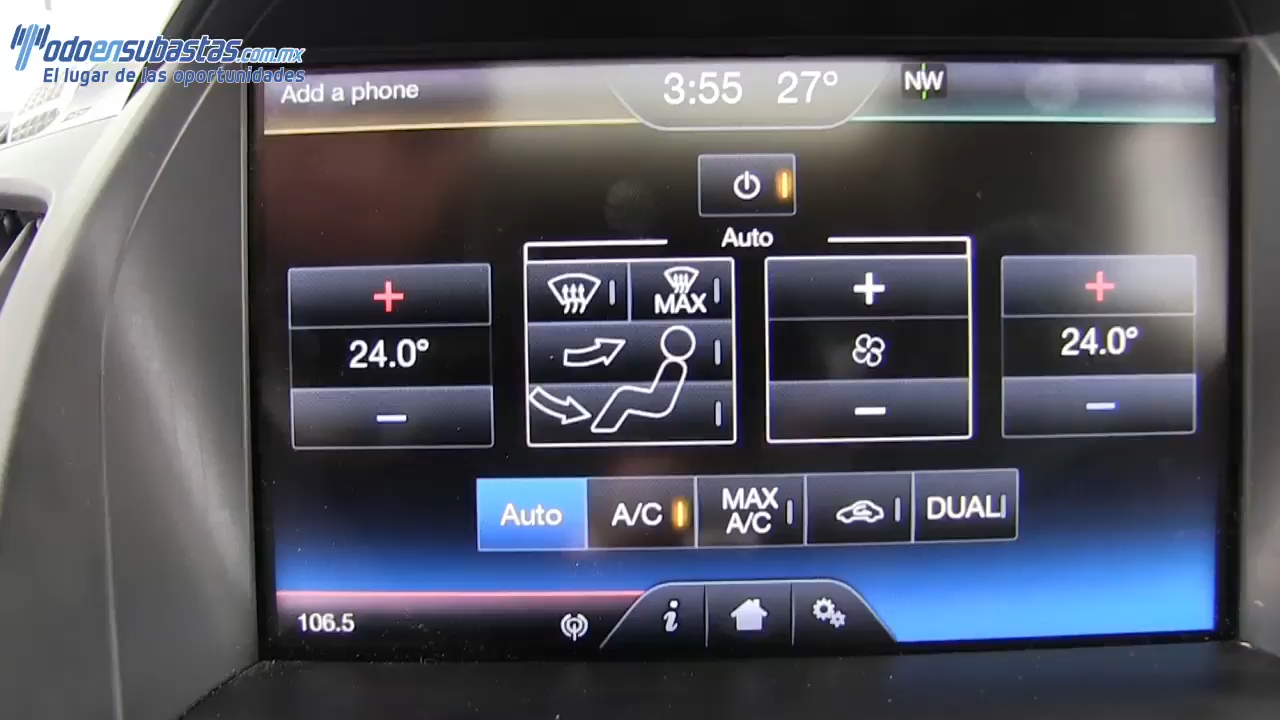 Todoensubastas.com.mx
El lugar de las oportunidades
Add a phone
3:55 27° NW
Auto
MAX
24.0°
24.0°
Auto A/C MAX A/C DUAL
106.5
i